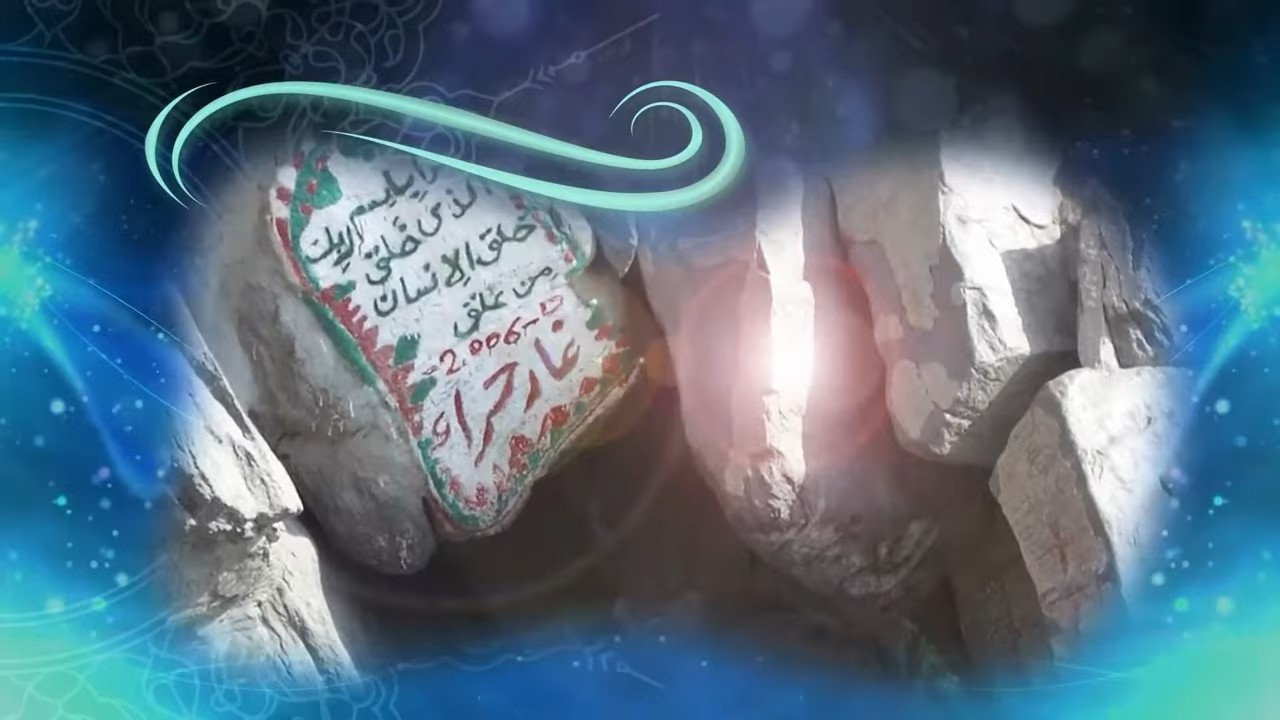 باسم ربك
الذى خلق
خلق الإنسان
من علق
-2006-م
غار حراء